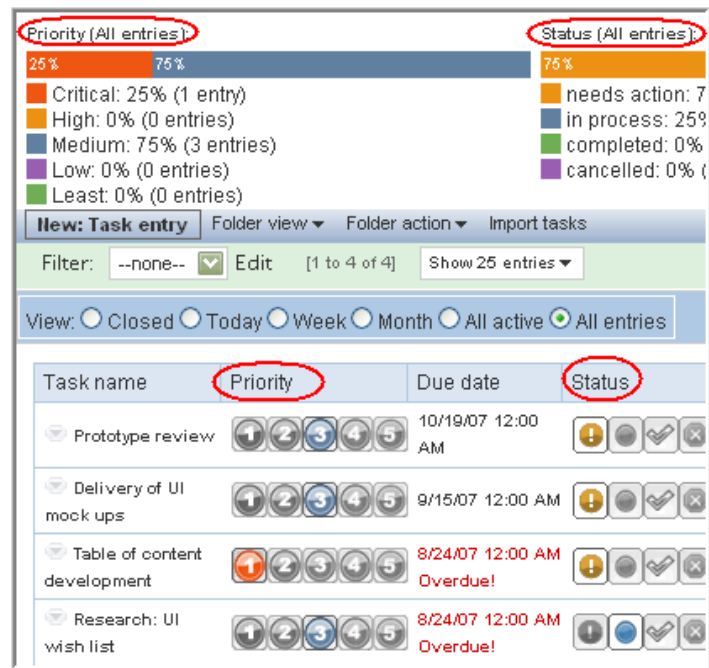 Priority (All entries):
Status (All entries):
25% 75%
75%
Critical: 25% (1 entry)
High: 0% (0 entries)
Medium: 75% (3 entries)
Low: 0% (0 entries)
Least: 0% (0 entries)
needs action: 7
in process: 25%
completed: 0%
cancelled: 0% (
New: Task entry Folder view Folder action Import tasks
Filter: --none-- Edit [1 to 4 of 4] Show 25 entries
View: Closed Today Week Month All active All entries
Task name Priority Due date Status
Prototype review 1 2 3 4 5 10/19/07 12:00
AM
Delivery of UI
mock ups 1 2 3 4 5 9/15/07 12:00 AM
Table of content
development 1 2 3 4 5 8/24/07 12:00 AM
Overdue!
Research: UI
wish list 1 2 3 4 5 8/24/07 12:00 AM
Overdue!